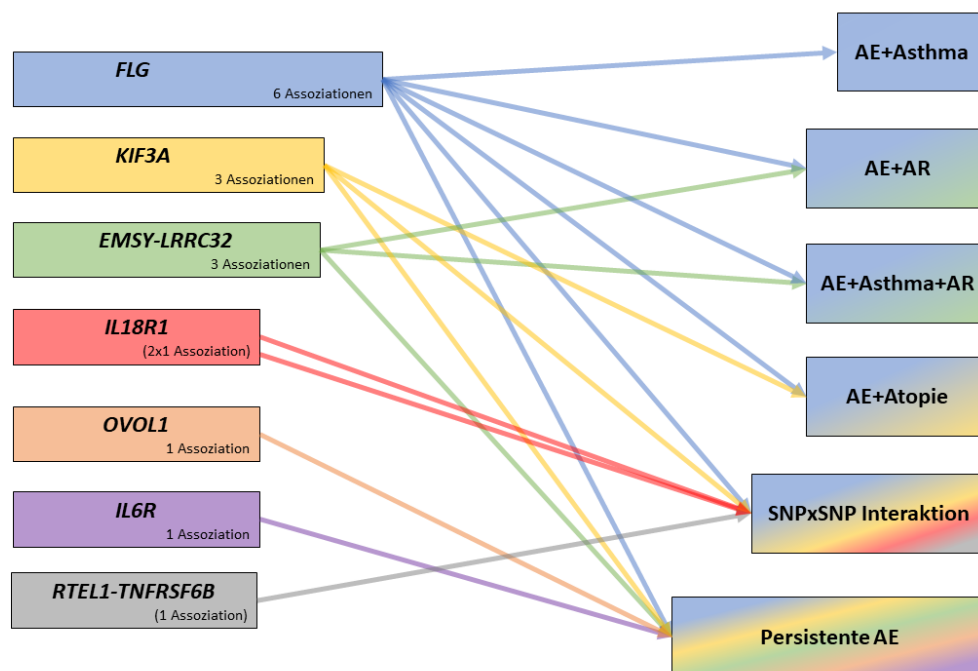 FLG
6 Assoziationen
KIF3A
3 Assoziationen
EMSY-LRRC32
3 Assoziationen
IL18R1
(2x1 Assoziation)
OVOL1
1 Assoziation
IL6R
1 Assoziation
RTEL1-TNFRSF6B
(1 Assoziation)
AE+Asthma
AE+AR
AE+Asthma+AR
AE+Atopie
SNPxSNP Interaktion
Persistente AE